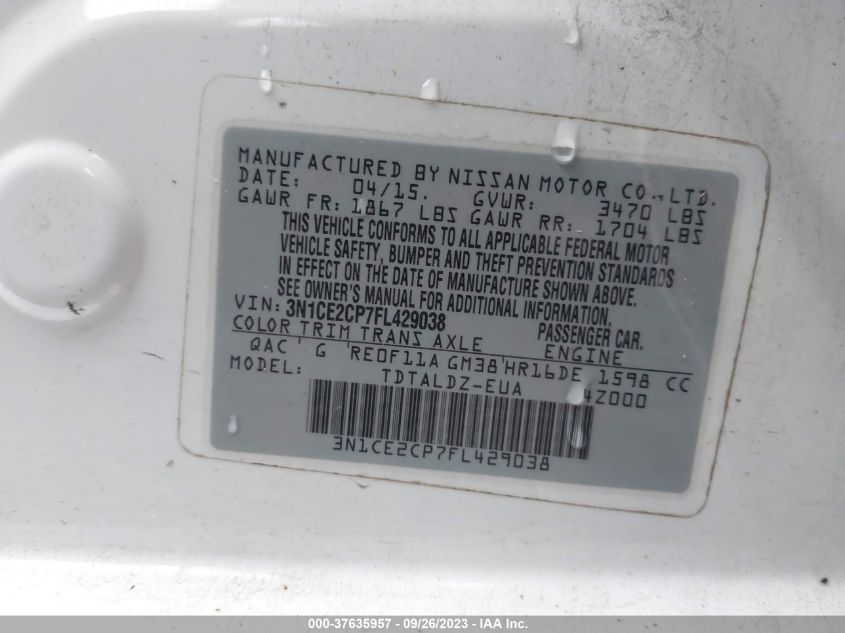 MANUFACTURED BY NISSAN MOTOR CO., LTD.
DATE: 04/15. GVWR: 3470 LBS
GAWR FR: 1867 LBS GAWR RR: 1704 LBS
THIS VEHICLE CONFORMS TO ALL APPLICABLE FEDERAL MOTOR
VEHICLE SAFETY, BUMPER AND THEFT PREVENTION STANDARDS
IN EFFECT ON THE DATE OF MANUFACTURE SHOWN ABOVE.
SEE OWNER'S MANUAL FOR ADDITIONAL INFORMATION.
VIN: 3N1CE2CP7FL429038 PASSENGER CAR.
COLOR TRIM TRANS AXLE ENGINE
QAC ' G 'RE0F11A GM38'HR16DE 1598 CC
MODEL: TDTALDZ-EUA 4Z000
3N1CE2CP7FL429038
000-37635957 - 09/26/2023 - IAA Inc.